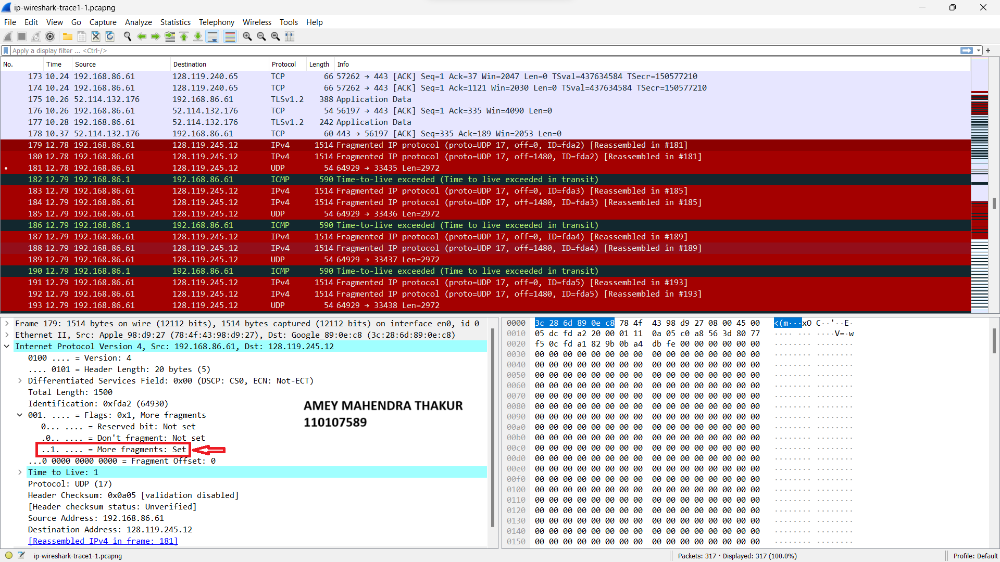 ip-wireshark-trace1-1.pcapng
File Edit View Go Capture Analyze Statistics Telephony Wireless Tools Help
Apply a display filter ... <Ctrl-/>
No. Time Source Destination Protocol Length Info
173 10.24 192.168.86.61 128.119.240.65 TCP 66 57262 → 443 [ACK] Seq=1 Ack=37 Win=2047 Len=0 TSval=437634584 TSecr=150577210
174 10.24 192.168.86.61 128.119.240.65 TCP 66 57262 → 443 [ACK] Seq=1 Ack=1121 Win=2030 Len=0 TSval=437634584 TSecr=150577210
175 10.26 52.114.132.176 192.168.86.61 TLSv1.2 388 Application Data
176 10.26 192.168.86.61 52.114.132.176 TCP 54 56197 → 443 [ACK] Seq=1 Ack=335 Win=4090 Len=0
177 10.28 192.168.86.61 52.114.132.176 TLSv1.2 242 Application Data
178 10.37 52.114.132.176 192.168.86.61 TCP 60 443 → 56197 [ACK] Seq=335 Ack=189 Win=2053 Len=0
179 12.78 192.168.86.61 128.119.245.12 IPv4 1514 Fragmented IP protocol (proto=UDP 17, off=0, ID=fda2) [Reassembled in #181]
180 12.78 192.168.86.61 128.119.245.12 IPv4 1514 Fragmented IP protocol (proto=UDP 17, off=1480, ID=fda2) [Reassembled in #181]
181 12.78 192.168.86.61 128.119.245.12 UDP 54 64929 → 33435 Len=2972
182 12.79 192.168.86.1 192.168.86.61 ICMP 590 Time-to-live exceeded (Time to live exceeded in transit)
183 12.79 192.168.86.61 128.119.245.12 IPv4 1514 Fragmented IP protocol (proto=UDP 17, off=0, ID=fda3) [Reassembled in #185]
184 12.79 192.168.86.61 128.119.245.12 IPv4 1514 Fragmented IP protocol (proto=UDP 17, off=1480, ID=fda3) [Reassembled in #185]
185 12.79 192.168.86.61 128.119.245.12 UDP 54 64929 → 33436 Len=2972
186 12.79 192.168.86.1 192.168.86.61 ICMP 590 Time-to-live exceeded (Time to live exceeded in transit)
187 12.79 192.168.86.61 128.119.245.12 IPv4 1514 Fragmented IP protocol (proto=UDP 17, off=0, ID=fda4) [Reassembled in #189]
188 12.79 192.168.86.61 128.119.245.12 IPv4 1514 Fragmented IP protocol (proto=UDP 17, off=1480, ID=fda4) [Reassembled in #189]
189 12.79 192.168.86.61 128.119.245.12 UDP 54 64929 → 33437 Len=2972
190 12.79 192.168.86.1 192.168.86.61 ICMP 590 Time-to-live exceeded (Time to live exceeded in transit)
191 12.79 192.168.86.61 128.119.245.12 IPv4 1514 Fragmented IP protocol (proto=UDP 17, off=0, ID=fda5) [Reassembled in #193]
192 12.79 192.168.86.61 128.119.245.12 IPv4 1514 Fragmented IP protocol (proto=UDP 17, off=1480, ID=fda5) [Reassembled in #193]
193 12.79 192.168.86.61 128.119.245.12 UDP 54 64929 → 33438 Len=2972
Frame 179: 1514 bytes on wire (12112 bits), 1514 bytes captured (12112 bits) on interface en0, id 0
Ethernet II, Src: Apple_98:d9:27 (78:4f:43:98:d9:27), Dst: Google_89:0e:c8 (3c:28:6d:89:0e:c8)
Internet Protocol Version 4, Src: 192.168.86.61, Dst: 128.119.245.12
0100 .... = Version: 4
.... 0101 = Header Length: 20 bytes (5)
Differentiated Services Field: 0x00 (DSCP: CS0, ECN: Not-ECT)
Total Length: 1500
Identification: 0xfda2 (64930)
001. .... = Flags: 0x1, More fragments
0... .... = Reserved bit: Not set
.0.. .... = Don't fragment: Not set
..1. .... = More fragments: Set
...0 0000 0000 0000 = Fragment Offset: 0
Time to Live: 1
Protocol: UDP (17)
Header Checksum: 0x0a05 [validation disabled]
[Header checksum status: Unverified]
Source Address: 192.168.86.61
Destination Address: 128.119.245.12
[Reassembled IPv4 in frame: 181]
AMEY MAHENDRA THAKUR
110107589
0000 3c 28 6d 89 0e c8 78 4f 43 98 d9 27 08 00 45 00 <(m···xO C··'··E·
0010 05 dc fd a2 20 00 01 11 0a 05 c0 a8 56 3d 80 77 ···· ··· ····V=·w
0020 f5 0c fd a1 82 9b 0b a4 db fe 00 00 00 00 00 00 ········ ········
0030 00 00 00 00 00 00 00 00 00 00 00 00 00 00 00 00 ········ ········
0040 00 00 00 00 00 00 00 00 00 00 00 00 00 00 00 00 ········ ········
0050 00 00 00 00 00 00 00 00 00 00 00 00 00 00 00 00 ········ ········
0060 00 00 00 00 00 00 00 00 00 00 00 00 00 00 00 00 ········ ········
0070 00 00 00 00 00 00 00 00 00 00 00 00 00 00 00 00 ········ ········
0080 00 00 00 00 00 00 00 00 00 00 00 00 00 00 00 00 ········ ········
0090 00 00 00 00 00 00 00 00 00 00 00 00 00 00 00 00 ········ ········
00a0 00 00 00 00 00 00 00 00 00 00 00 00 00 00 00 00 ········ ········
00b0 00 00 00 00 00 00 00 00 00 00 00 00 00 00 00 00 ········ ········
00c0 00 00 00 00 00 00 00 00 00 00 00 00 00 00 00 00 ········ ········
00d0 00 00 00 00 00 00 00 00 00 00 00 00 00 00 00 00 ········ ········
00e0 00 00 00 00 00 00 00 00 00 00 00 00 00 00 00 00 ········ ········
00f0 00 00 00 00 00 00 00 00 00 00 00 00 00 00 00 00 ········ ········
0100 00 00 00 00 00 00 00 00 00 00 00 00 00 00 00 00 ········ ········
0110 00 00 00 00 00 00 00 00 00 00 00 00 00 00 00 00 ········ ········
0120 00 00 00 00 00 00 00 00 00 00 00 00 00 00 00 00 ········ ········
0130 00 00 00 00 00 00 00 00 00 00 00 00 00 00 00 00 ········ ········
0140 00 00 00 00 00 00 00 00 00 00 00 00 00 00 00 00 ········ ········
0150 00 00 00 00 00 00 00 00 00 00 00 00 00 00 00 00 ········ ········
ip-wireshark-trace1-1.pcapng
Packets: 317 · Displayed: 317 (100.0%)
Profile: Default